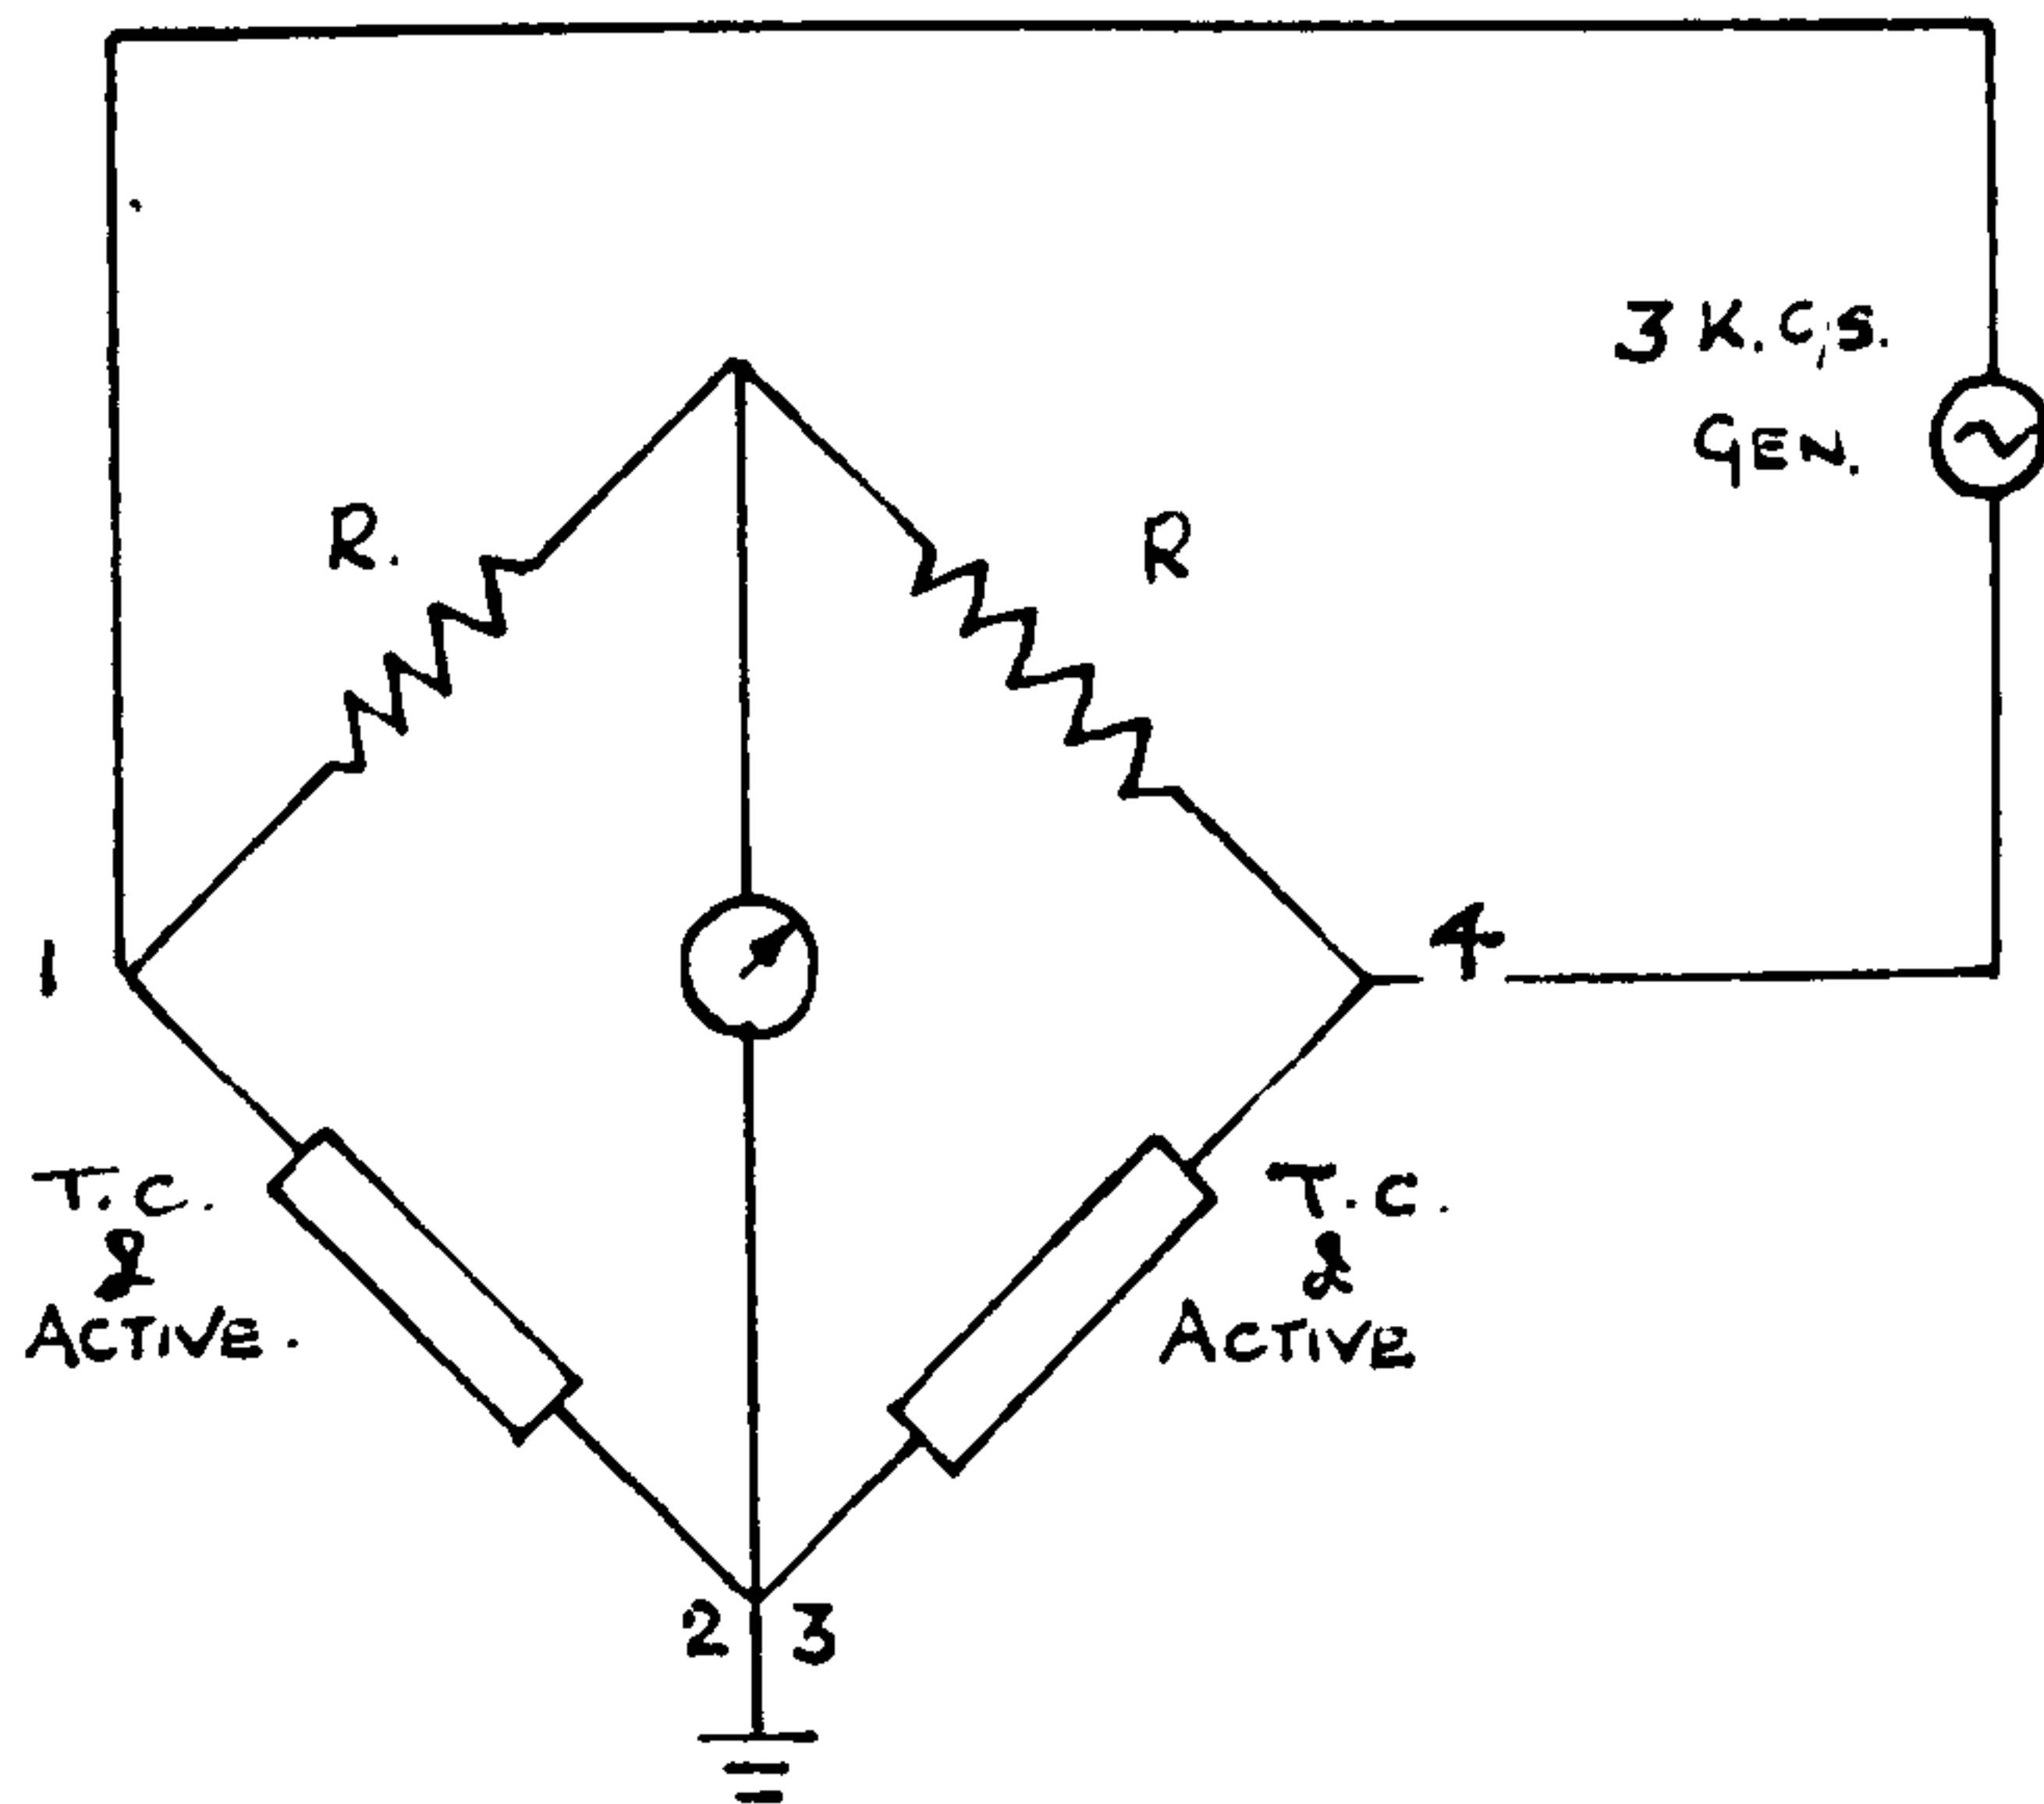 3 K.C,S.
GEN.
R.
R
1
4
T.C.
&
ACTIVE.
T.C.
&
ACTIVE
2 3